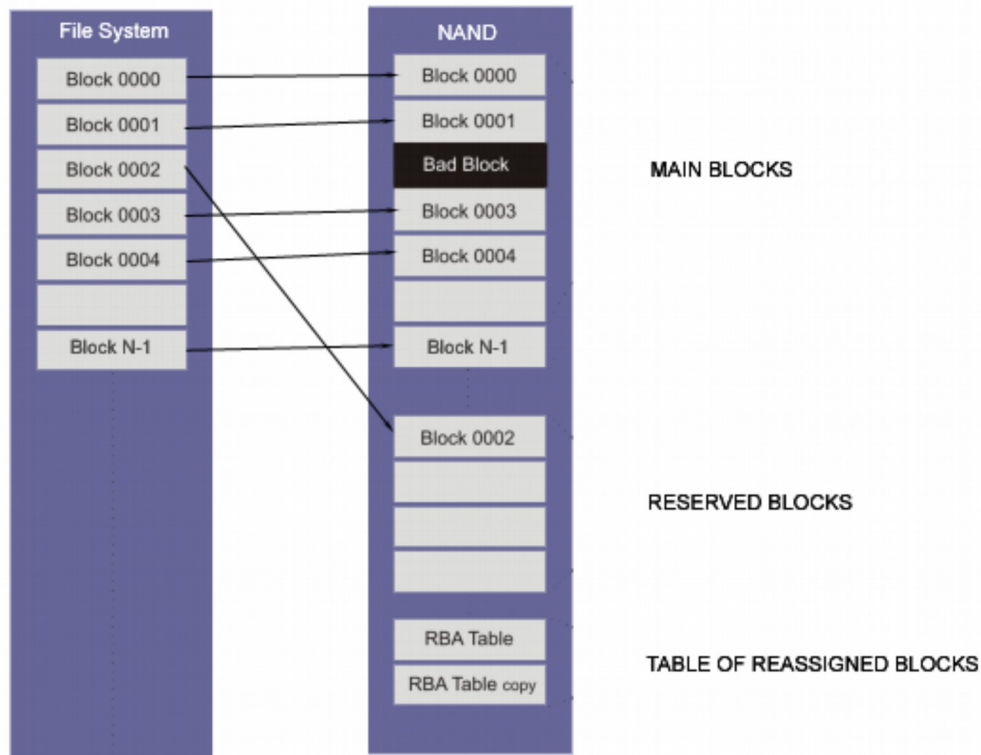 File System
Block 0000
Block 0001
Block 0002
Block 0003
Block 0004
Block N-1
NAND
Block 0000
Block 0001
Bad Block
Block 0003
Block 0004
Block N-1
Block 0002
RBA Table
RBA Table copy
MAIN BLOCKS
RESERVED BLOCKS
TABLE OF REASSIGNED BLOCKS